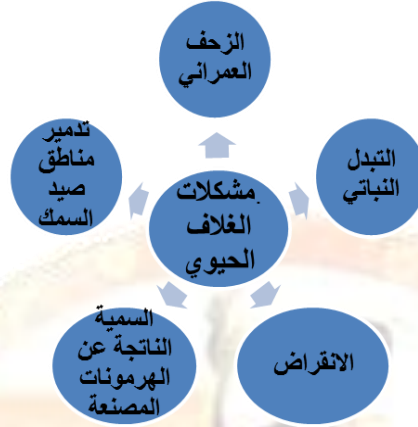 الزحف
العمراني
تدمير
مناطق
صيد
السمك
التبدل
النباتي
مشكلات
الغلاف
الحيوي
السمية
الناتجة عن
الهرمونات
المصنعة
الانقراض